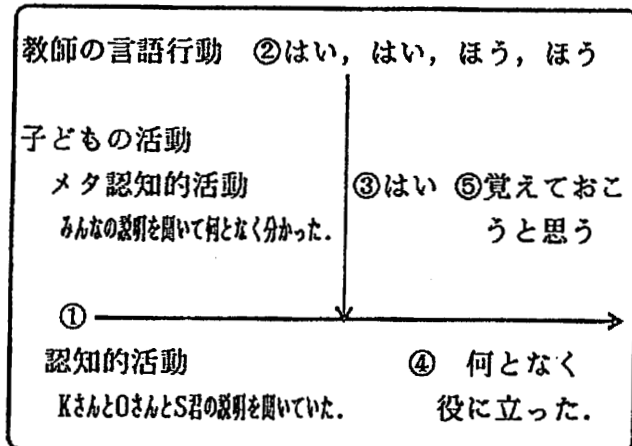 教師の言語行動 ②はい，はい，ほう，ほう
子どもの活動
メタ認知的活動 ③はい ⑤覚えておこ
みんなの説明を聞いて何となく分かった． うと思う
①
認知的活動 ④ 何となく
KさんとOさんとS君の説明を聞いていた． 役に立った．